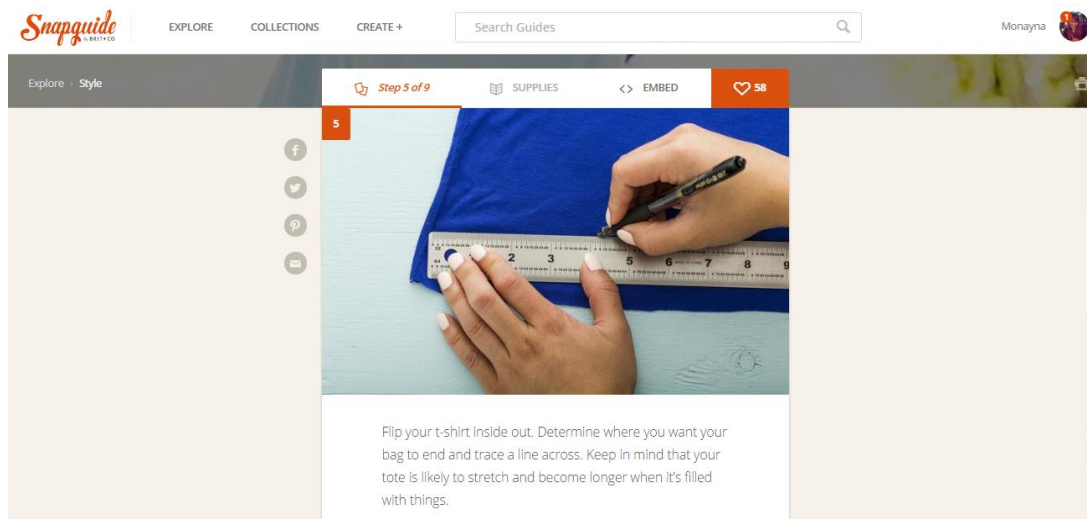 Snapguide
BY BRIT+CO
EXPLORE
COLLECTIONS
CREATE +
Search Guides
Monayna
1
Explore › Style
Step 5 of 9
SUPPLIES
<> EMBED
58
5
2 3 5 6 7 8 9
Flip your t-shirt inside out. Determine where you want your
bag to end and trace a line across. Keep in mind that your
tote is likely to stretch and become longer when it's filled
with things.